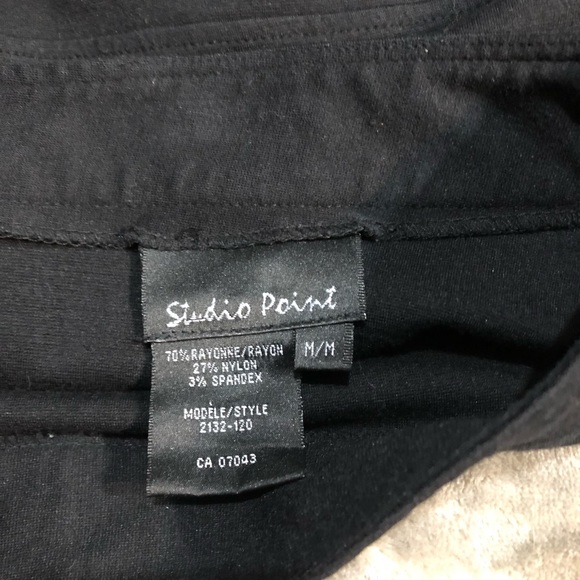 Studio Point
M/M
70% RAYONNE/RAYON
27% NYLON
3% SPANDEX
MODÈLE/STYLE
2132-120
CA 07043